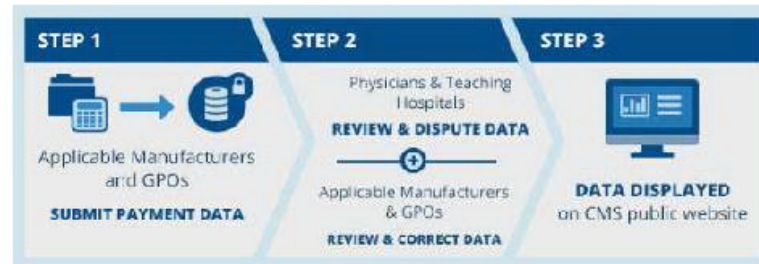 STEP 1
Applicable Manufacturers
and GPOs
SUBMIT PAYMENT DATA
STEP 2
Physicians & Teaching
Hospitals
REVIEW & DISPUTE DATA
Applicable Manufacturers
& GPOs
REVIEW & CORRECT DATA
STEP 3
DATA DISPLAYED
on CMS public website